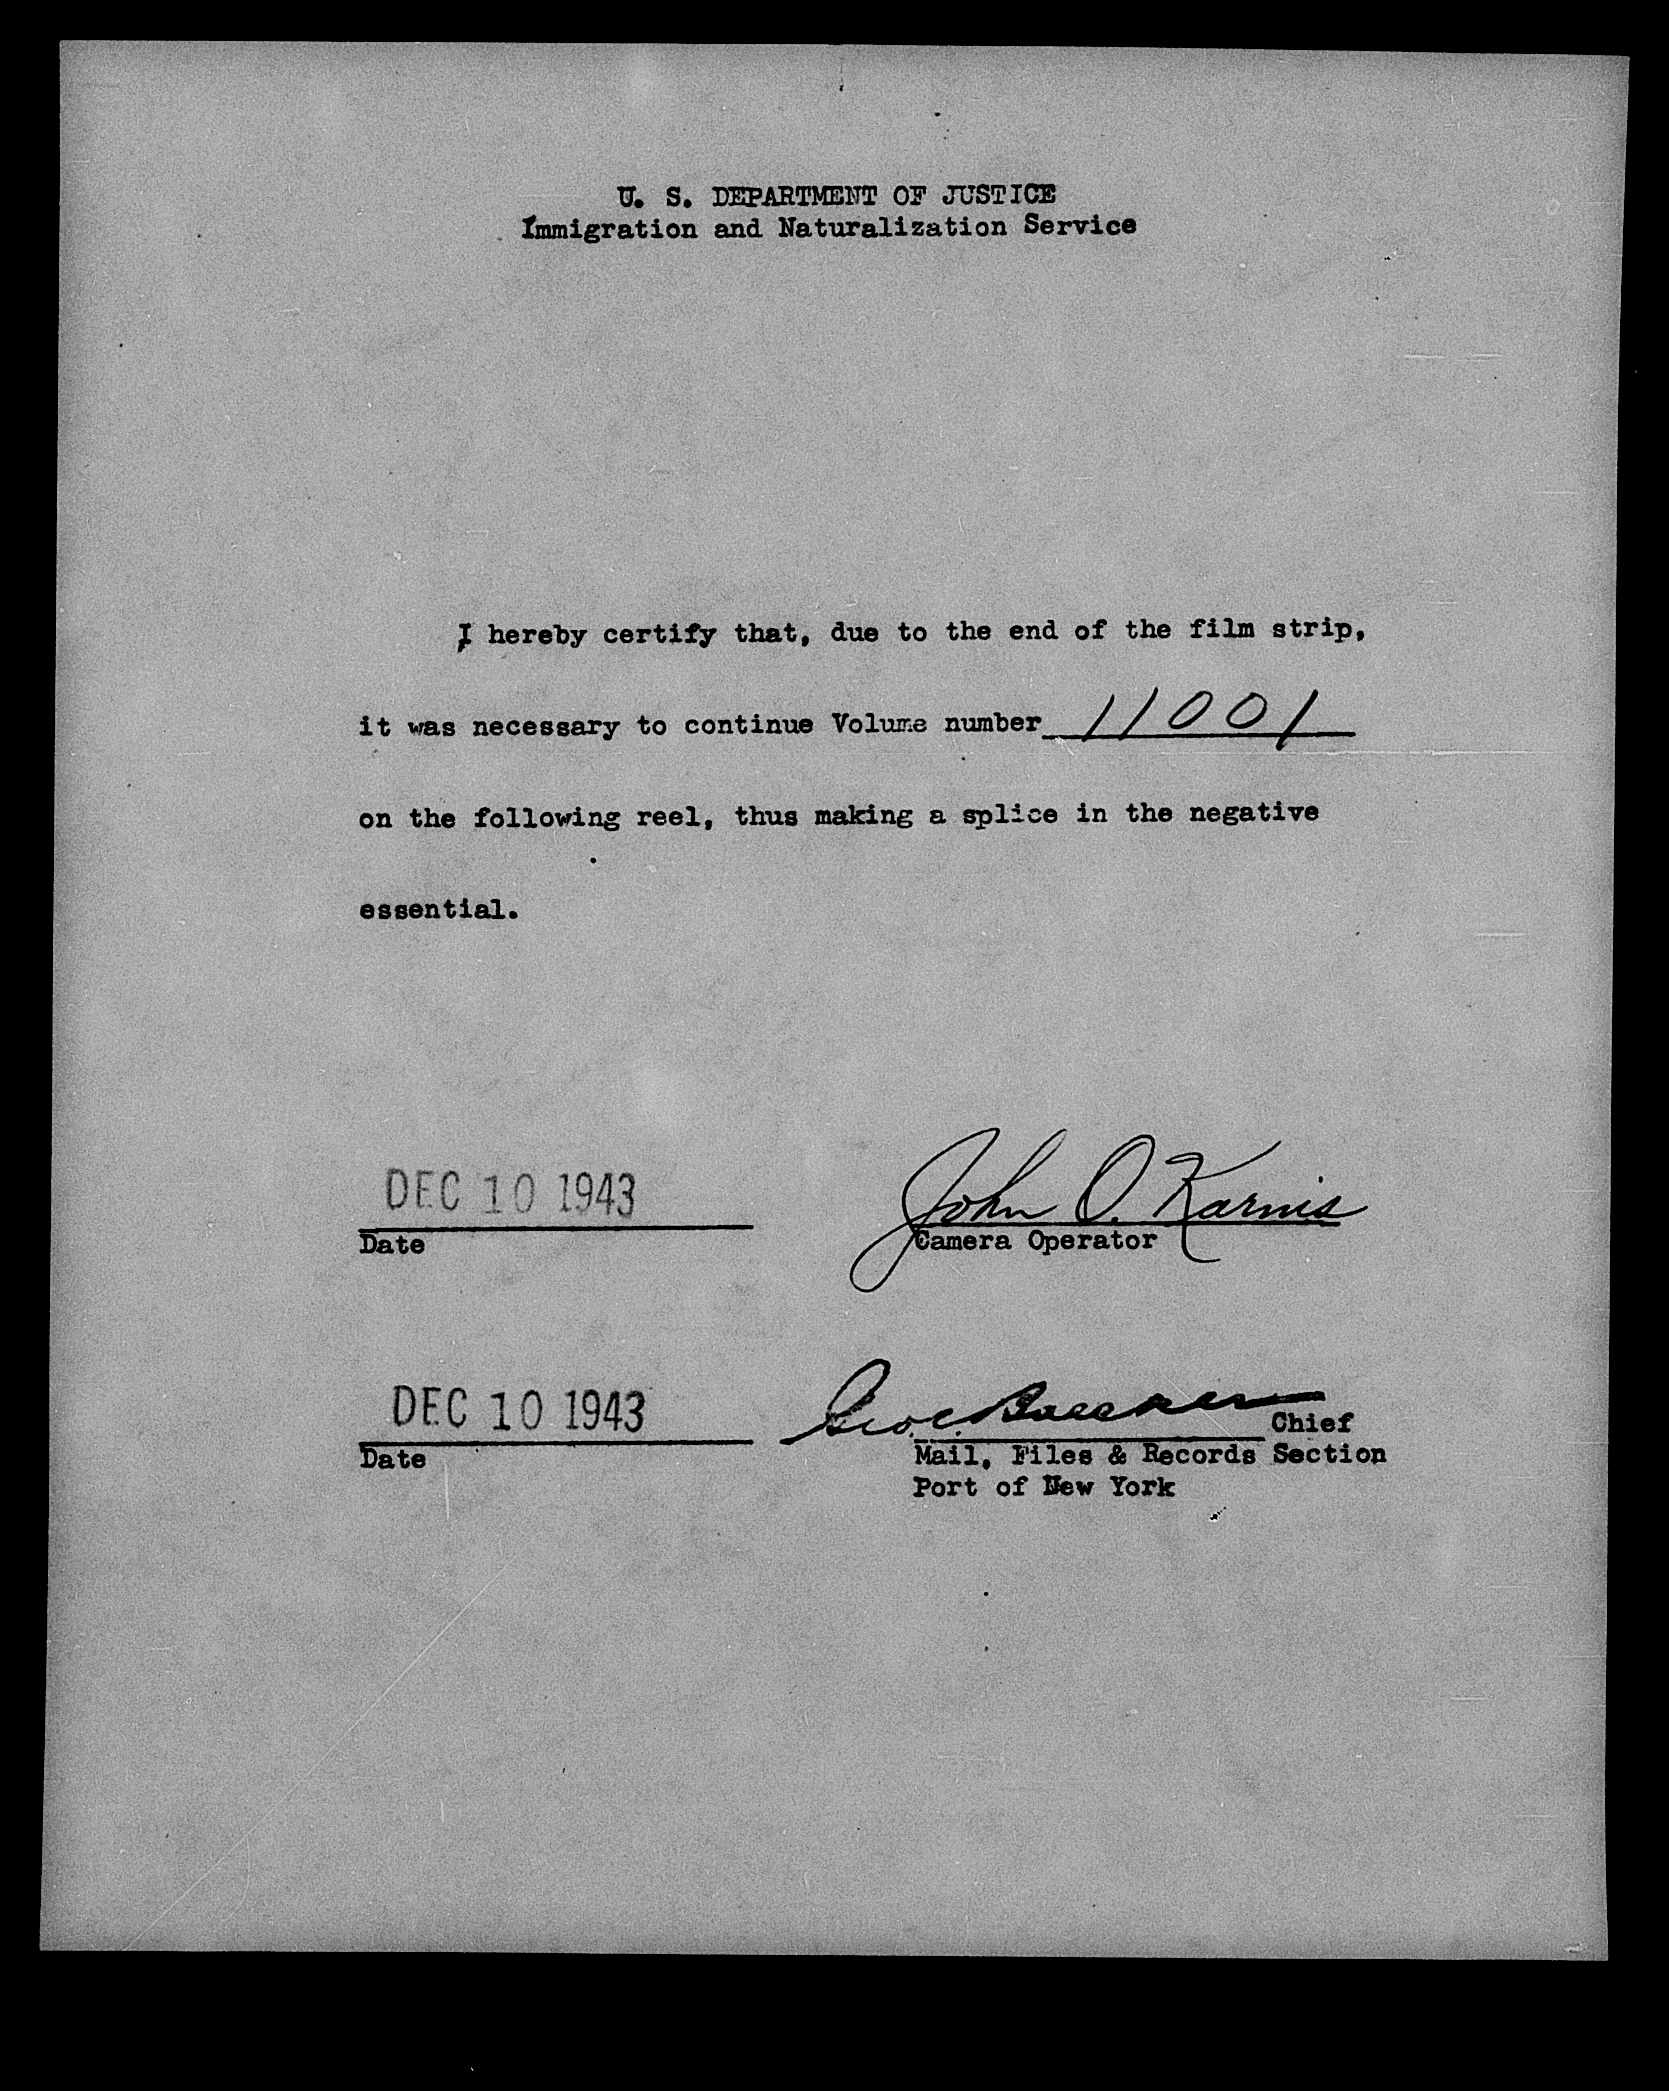 U. S. DEPARTMENT OF JUSTICE
Immigration and Naturalization Service
I hereby certify that, due to the end of the film strip,
it was necessary to continue Volume number 11001
on the following reel, thus making a splice in the negative
essential.
DEC 10 1943
John O. Karnis
Date
Camera Operator
DEC 10 1943
Geo.
Chief
Date
Mail, Files & Records Section
Port of New York